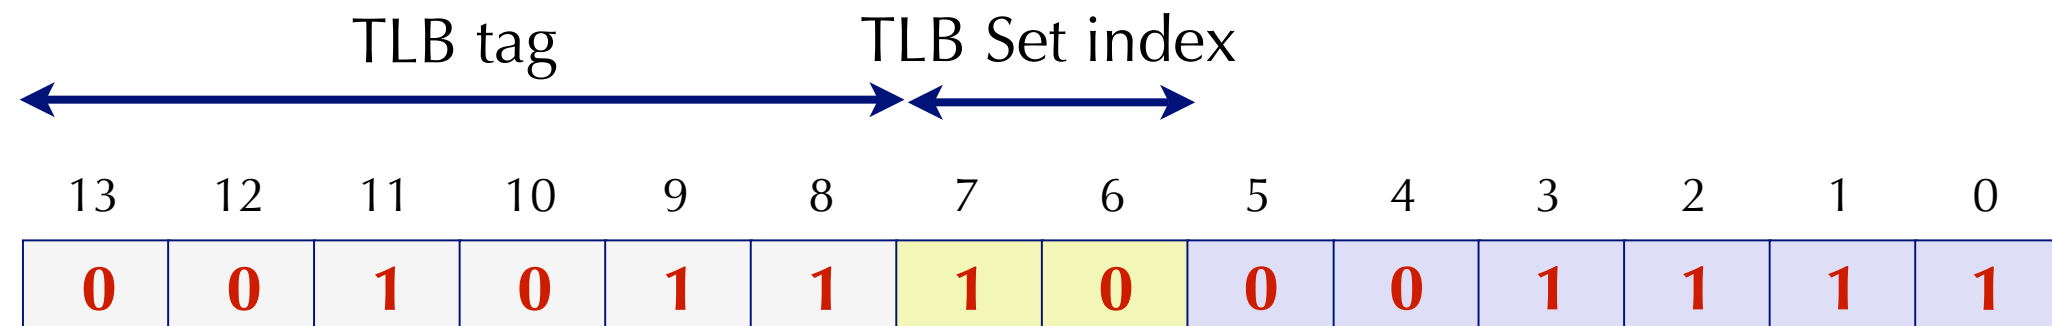 TLB tag TLB Set index
13 12 11 10 9 8 7 6 5 4 3 2 1 0
0 0 1 0 1 1 1 0 0 0 1 1 1 1